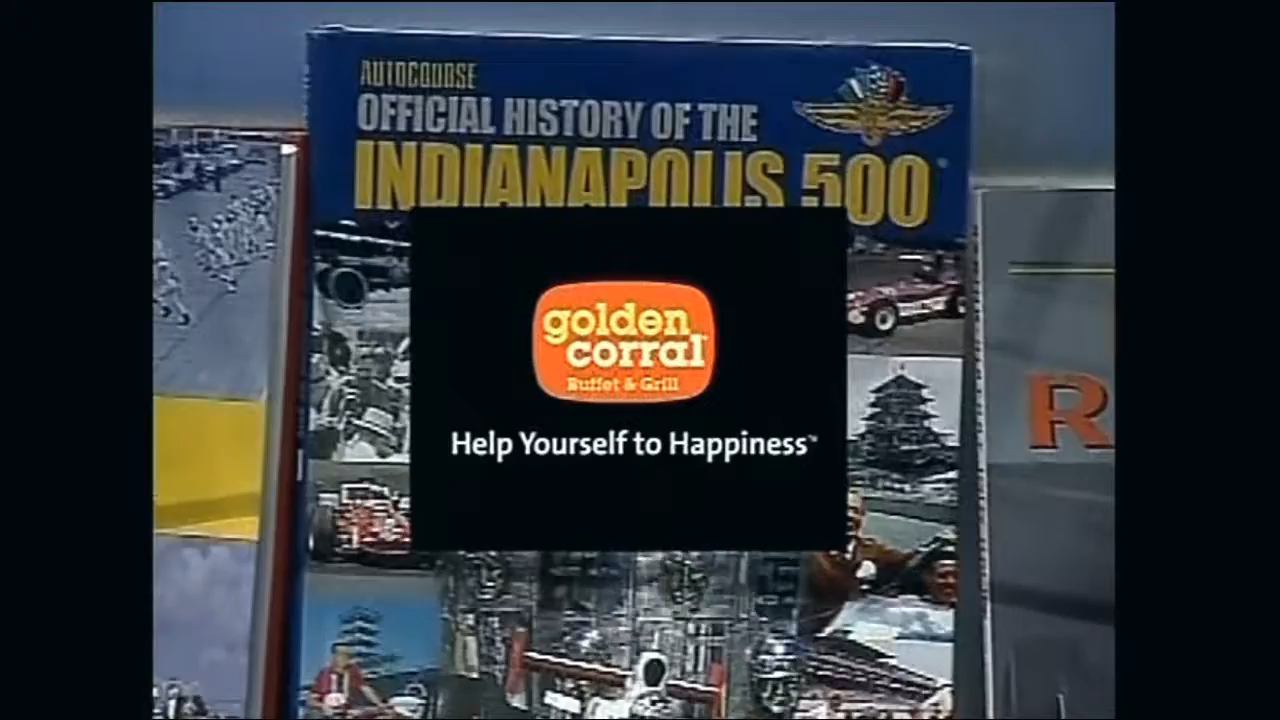 AUTOCOURSE
OFFICIAL HISTORY OF THE
INDIANAPOLIS 500
golden
corral
Buffet & Grill
Help Yourself to Happiness™
R